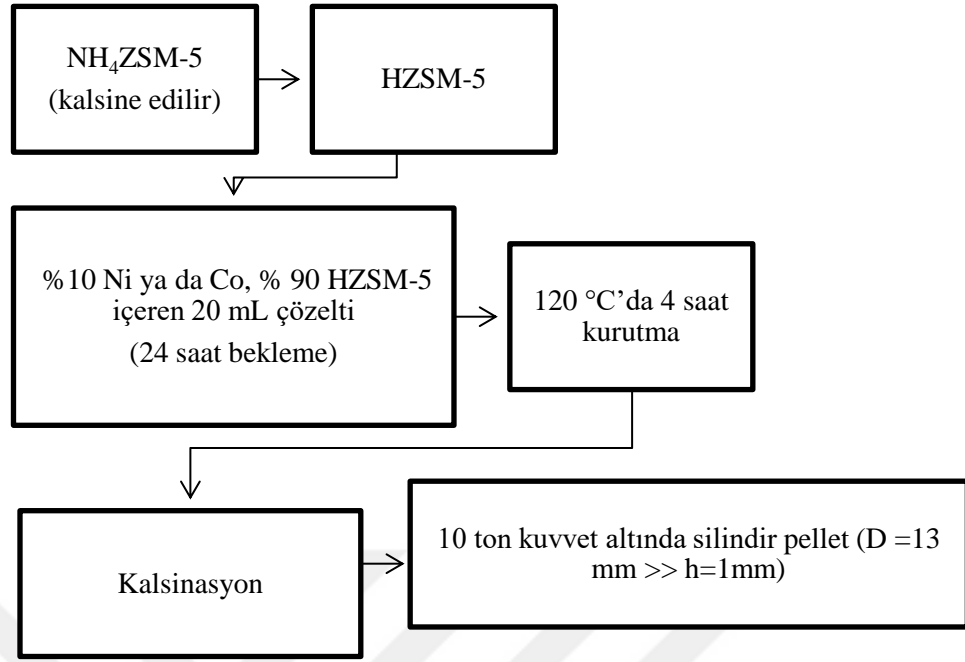 NH₄ZSM-5
(kalsine edilir)
HZSM-5
%10 Ni ya da Co, % 90 HZSM-5
içeren 20 mL çözelti
(24 saat bekleme)
120 °C’da 4 saat
kurutma
Kalsinasyon
10 ton kuvvet altında silindir pellet (D =13
mm >> h=1mm)